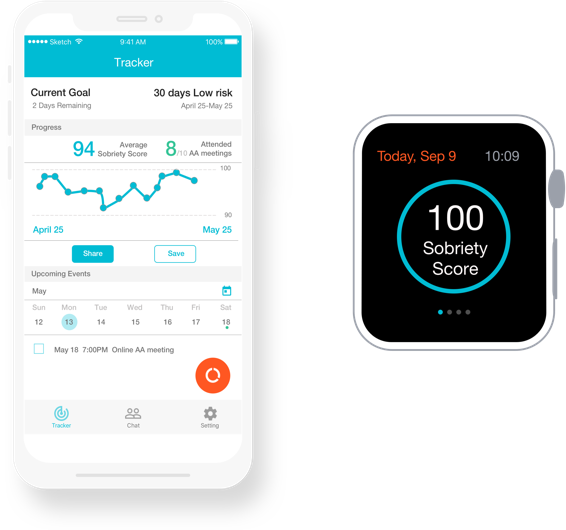 Sketch 9:41 AM 100%
Tracker
Current Goal 30 days Low risk
2 Days Remaining April 25-May 25
Progress
94 Average Sobriety Score 8/10 Attended AA meetings
100
90
April 25 May 25
Share Save
Upcoming Events
May
Sun Mon Tue Wed Thu Fri Sat
12 13 14 15 16 17 18
May 18 7:00PM Online AA meeting
Tracker Chat Setting
Today, Sep 9 10:09
100
Sobriety
Score